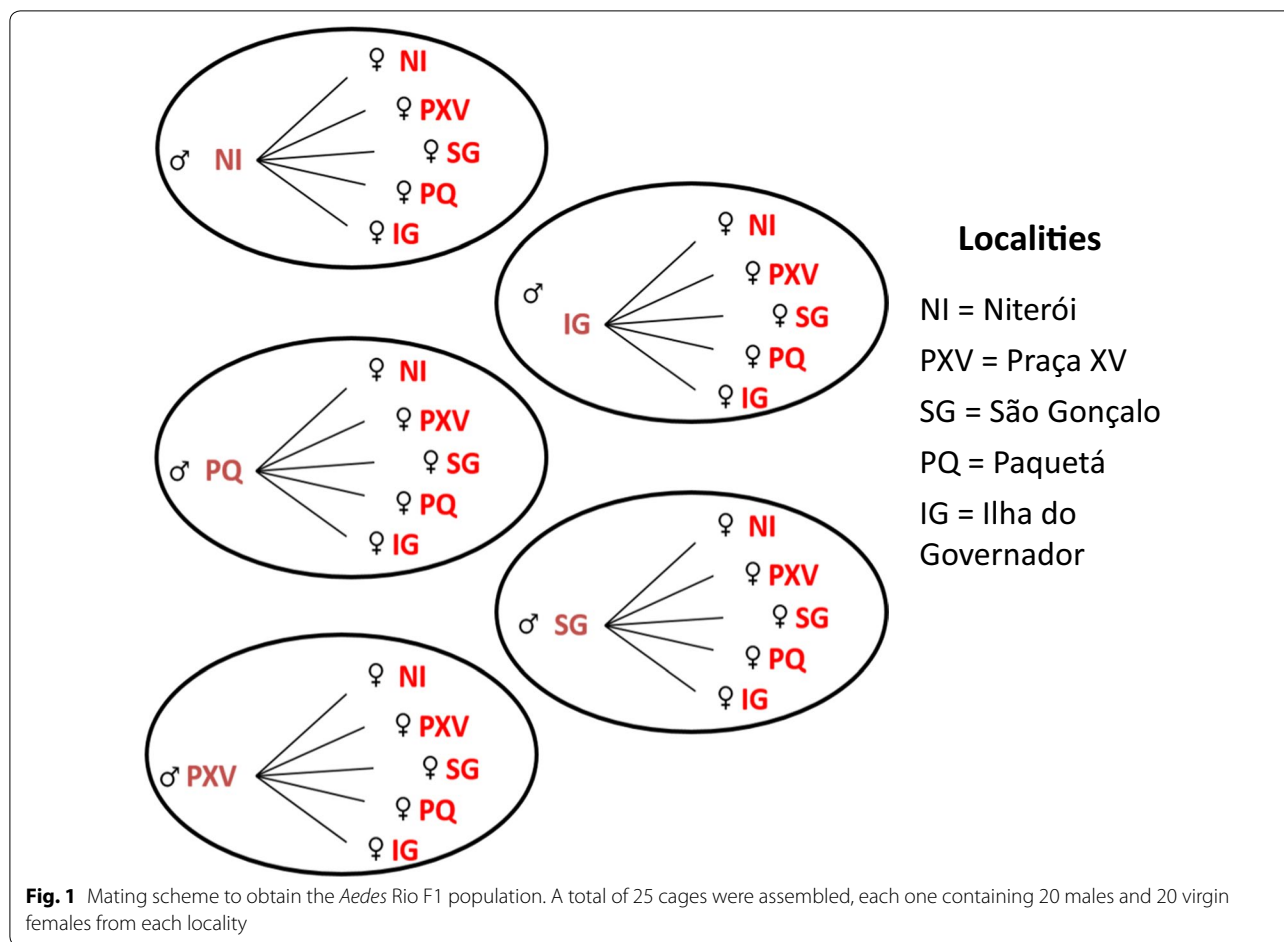 ♀ NI
♀ PXV
♂ NI
♀ SG
♀ PQ
♀ IG
♀ NI
♀ PXV
♂ IG
♀ SG
♀ PQ
♀ IG
♀ NI
♀ PXV
♂ PQ
♀ SG
♀ PQ
♀ IG
♀ NI
♀ PXV
♂ SG
♀ SG
♀ PQ
♀ IG
♀ NI
♀ PXV
♂ PXV
♀ SG
♀ PQ
♀ IG
Localities
NI = Niterói
PXV = Praça XV
SG = São Gonçalo
PQ = Paquetá
IG = Ilha do
Governador
Fig. 1 Mating scheme to obtain the Aedes Rio F1 population. A total of 25 cages were assembled, each one containing 20 males and 20 virgin
females from each locality